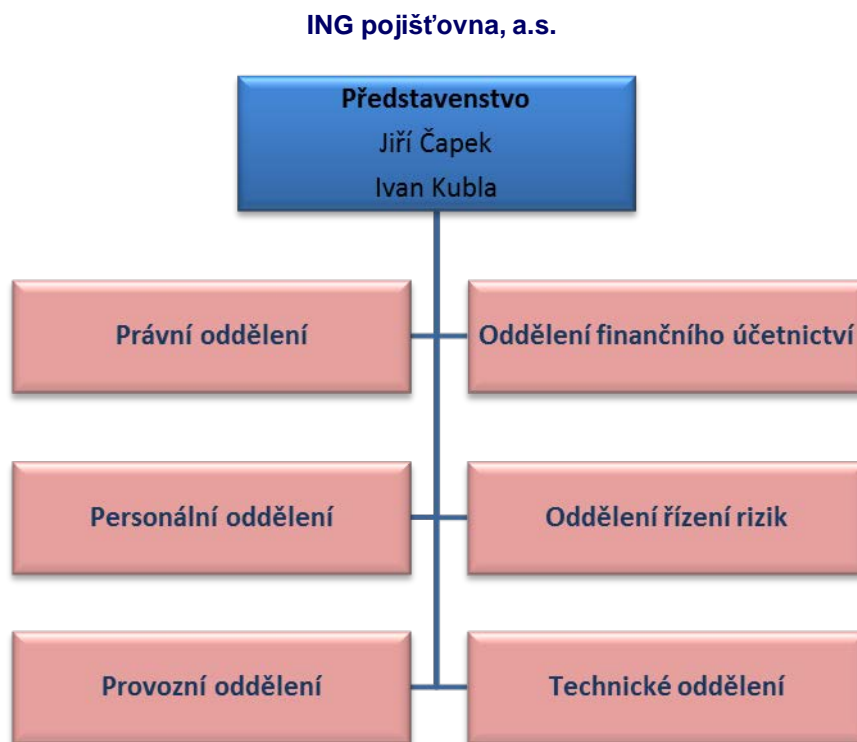 ING pojišťovna, a.s.
Představenstvo
Jiří Čapek
Ivan Kubla
Právní oddělení
Oddělení finančního účetnictví
Personální oddělení
Oddělení řízení rizik
Provozní oddělení
Technické oddělení